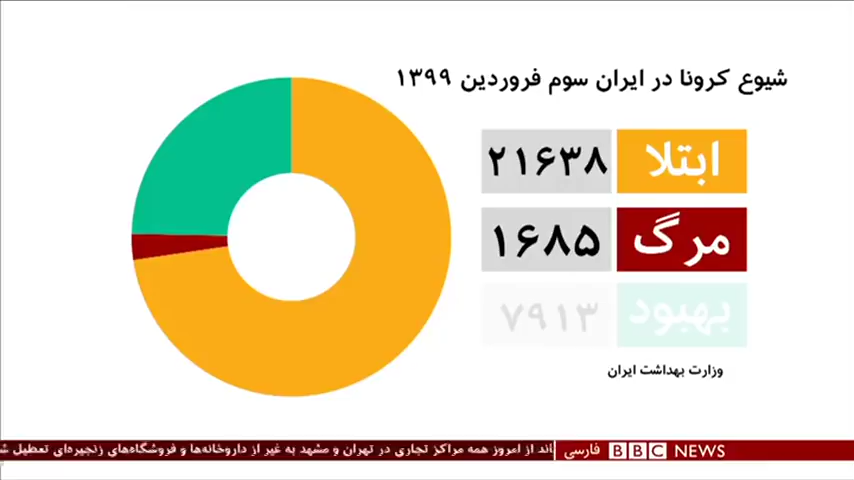 شیوع کرونا در ایران سوم فروردین ۱۳۹۹
ابتلا ۲۱۶۳۸
مرگ ۱۶۸۵
بهبود ۷۹۱۳
وزارت بهداشت ایران
BBC NEWS فارسی
از امروز همه مراکز تجاری در تهران و مشهد به غیر از داروخانه‌ها و فروشگاه‌های زنجیره‌ای تعطیل